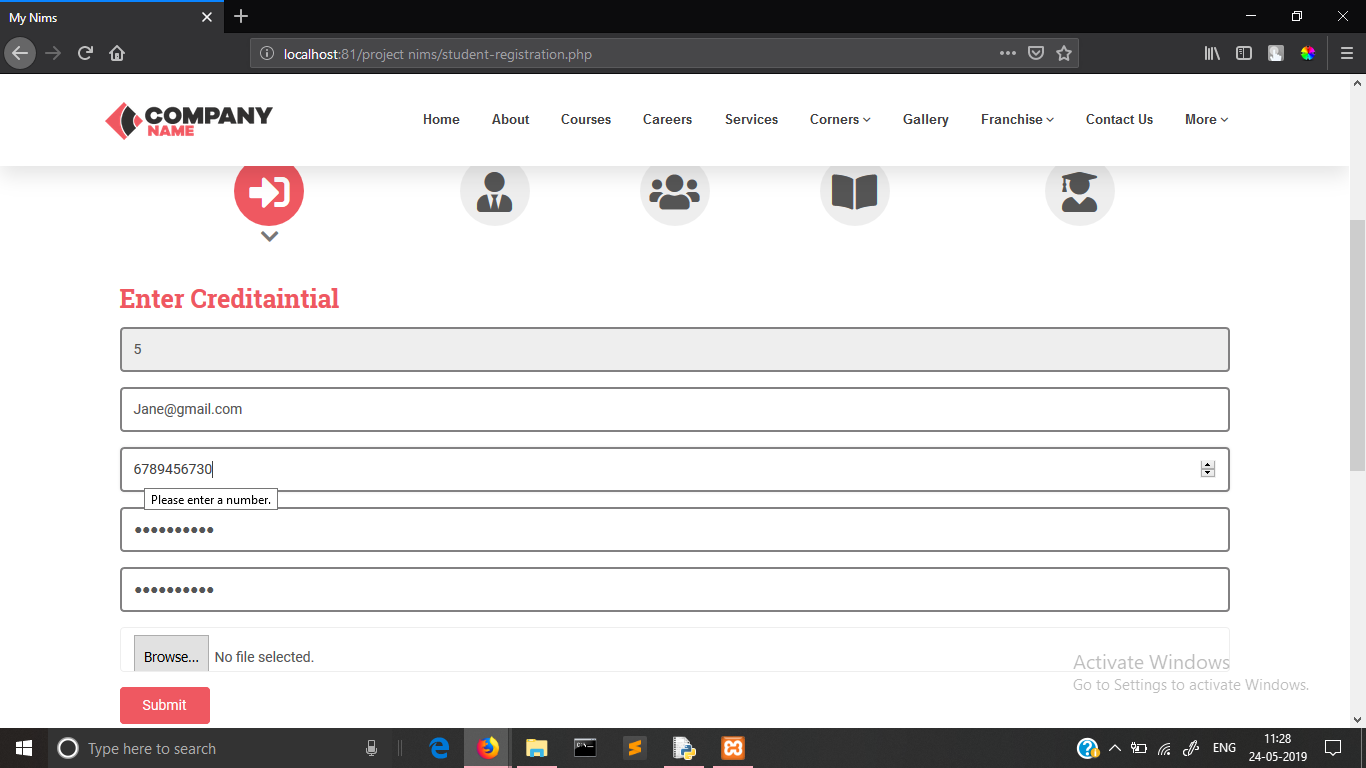 My Nims
localhost:81/project nims/student-registration.php
COMPANY
NAME
Home About Courses Careers Services Corners Gallery Franchise Contact Us More
Enter Creditaintial
5
Jane@gmail.com
6789456730
Please enter a number.
••••••••••
••••••••••
Browse... No file selected.
Activate Windows
Go to Settings to activate Windows.
Submit
Type here to search
ENG
11:28
24-05-2019